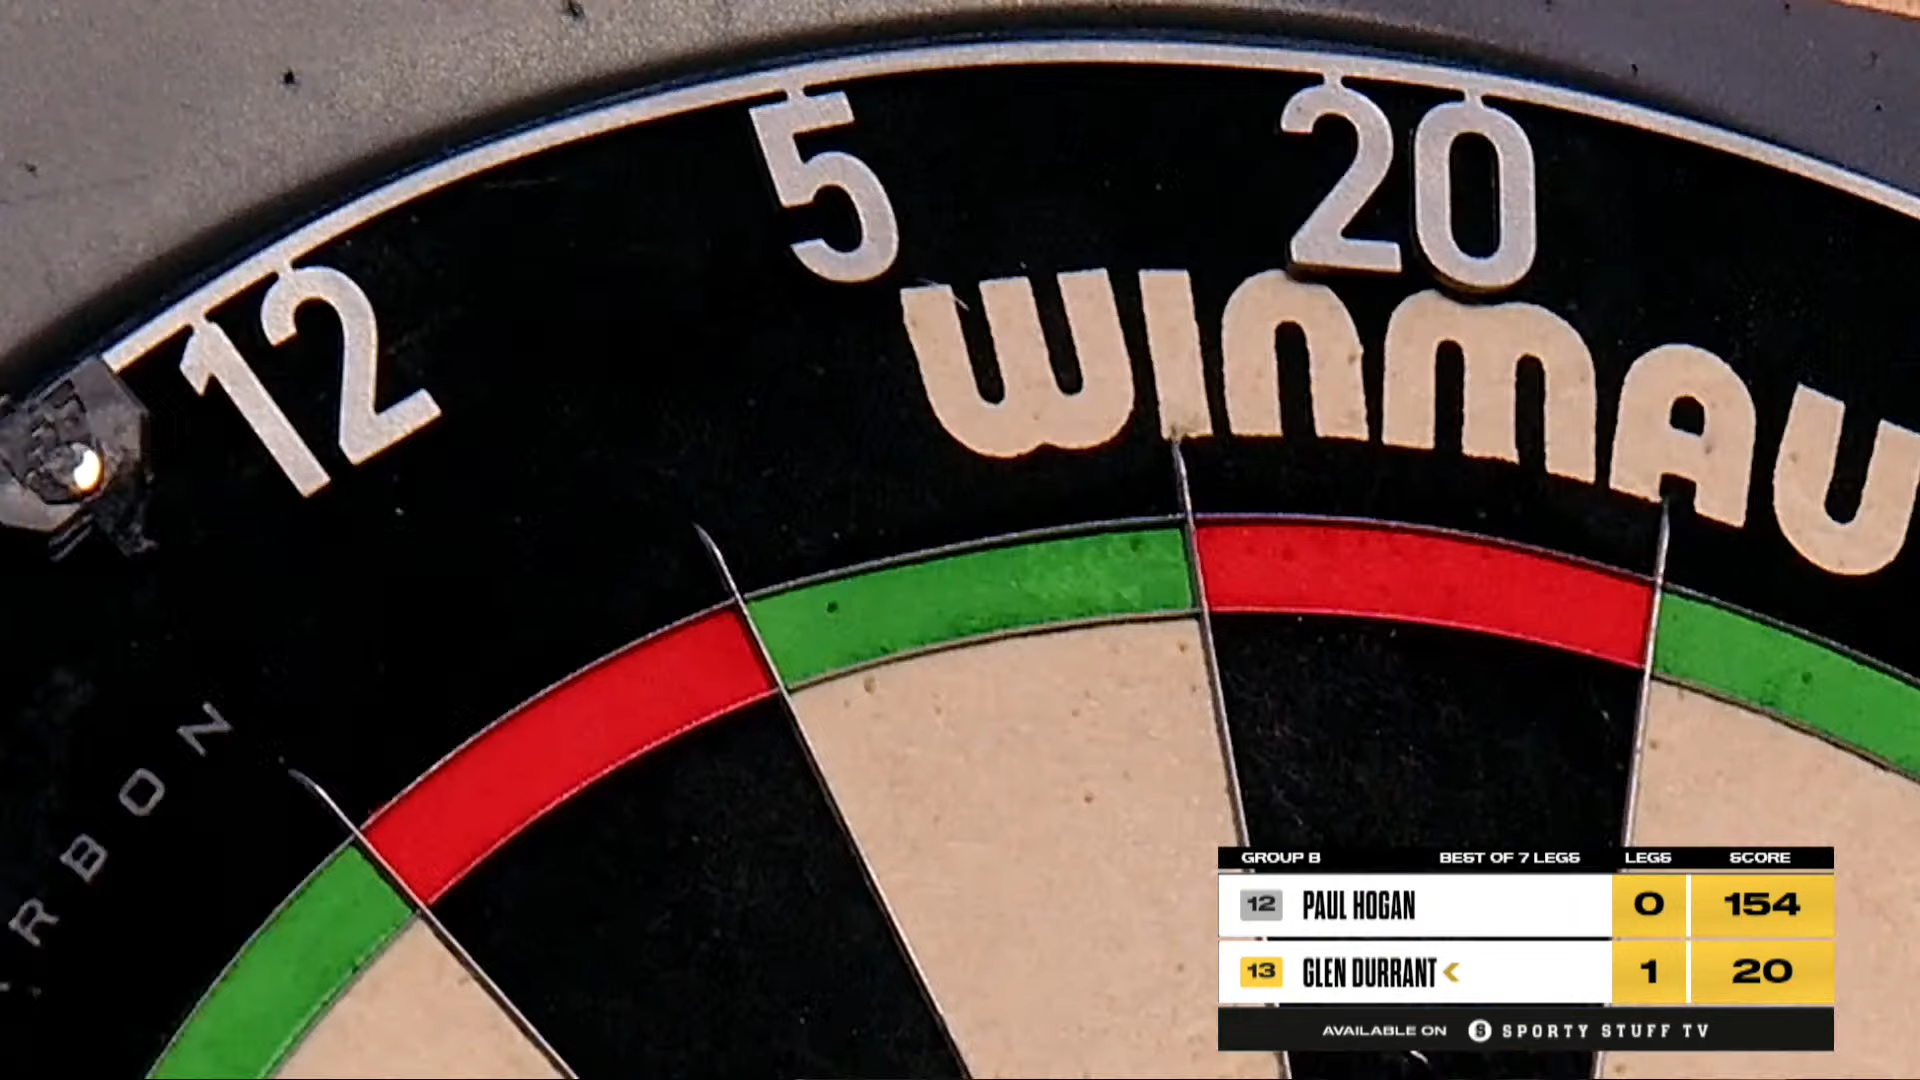 12 5 20
WINMAU
RBON
GROUP B BEST OF 7 LEGS LEGS SCORE
12 PAUL HOGAN 0 154
13 GLEN DURRANT 1 20
AVAILABLE ON S SPORTY STUFF TV